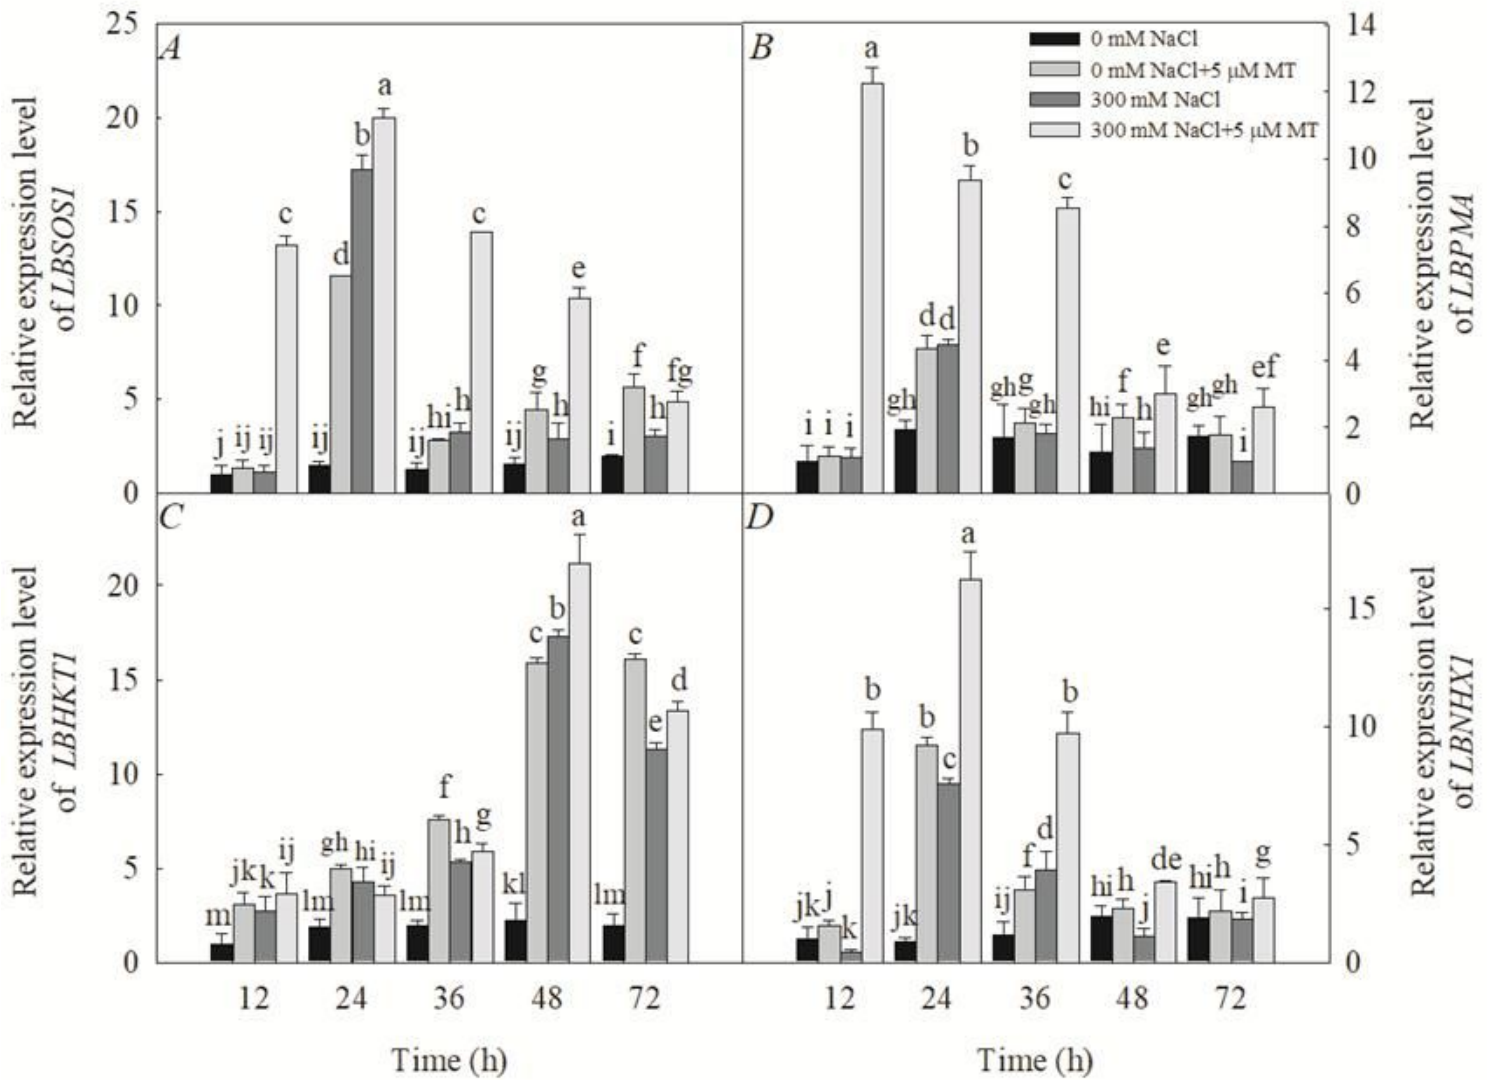 25
20
15
10
5
0
Relative expression level
of LBSOS1
A
j ij ij c
ij d b a
ij hi h c
ij g h e
i f h fg
B
0 mM NaCl
0 mM NaCl+5 μM MT
300 mM NaCl
300 mM NaCl+5 μM MT
i i i a
gh d d b
gh g gh c
hi f h e
gh gh i ef
14
12
10
8
6
4
2
0
Relative expression level
of LBPMA
C
20
15
10
5
0
Relative expression level
of LBHKT1
m jk k ij
lm gh hi ij
lm f h g
kl c b a
lm c e d
12 24 36 48 72
Time (h)
D
jk j k b
jk b c a
ij f d b
hi h j de
hi h i g
15
10
5
0
Relative expression level
of LBNHX1
12 24 36 48 72
Time (h)